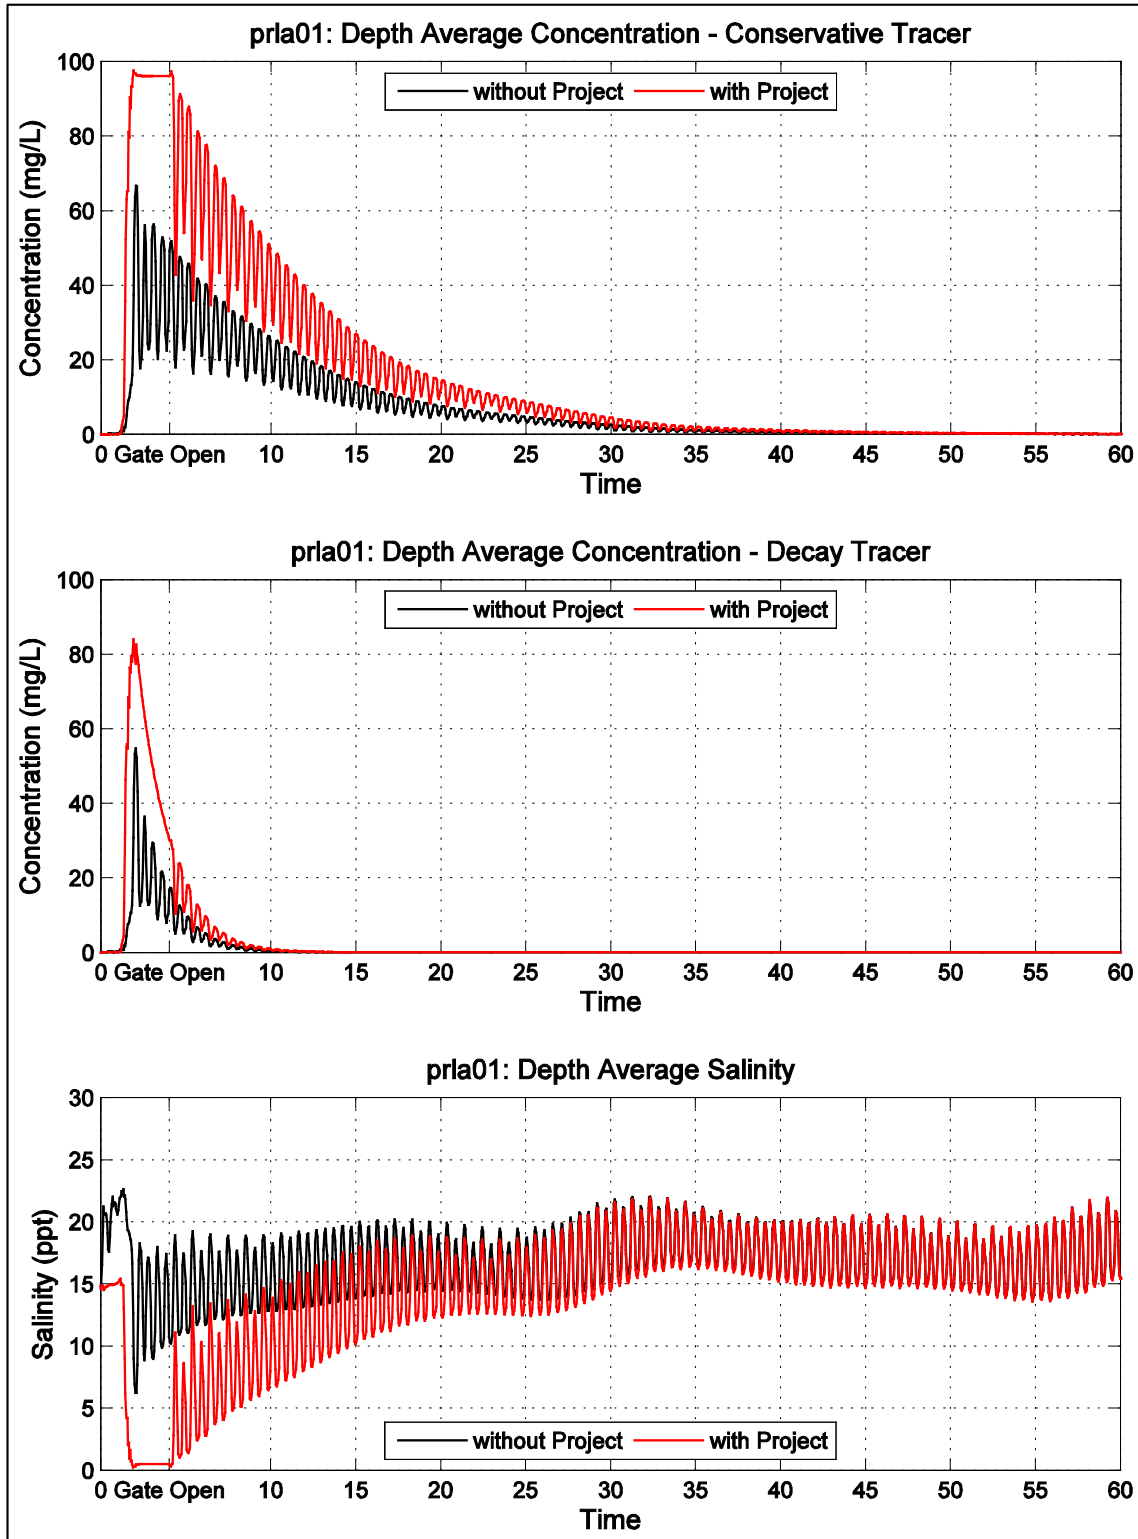 prla01: Depth Average Concentration - Conservative Tracer
without Project with Project
Concentration (mg/L)
100
80
60
40
20
0
0 Gate Open 10 15 20 25 30 35 40 45 50 55 60
Time
prla01: Depth Average Concentration - Decay Tracer
without Project with Project
Concentration (mg/L)
100
80
60
40
20
0
0 Gate Open 10 15 20 25 30 35 40 45 50 55 60
Time
prla01: Depth Average Salinity
Salinity (ppt)
30
25
20
15
10
5
0
without Project with Project
0 Gate Open 10 15 20 25 30 35 40 45 50 55 60
Time